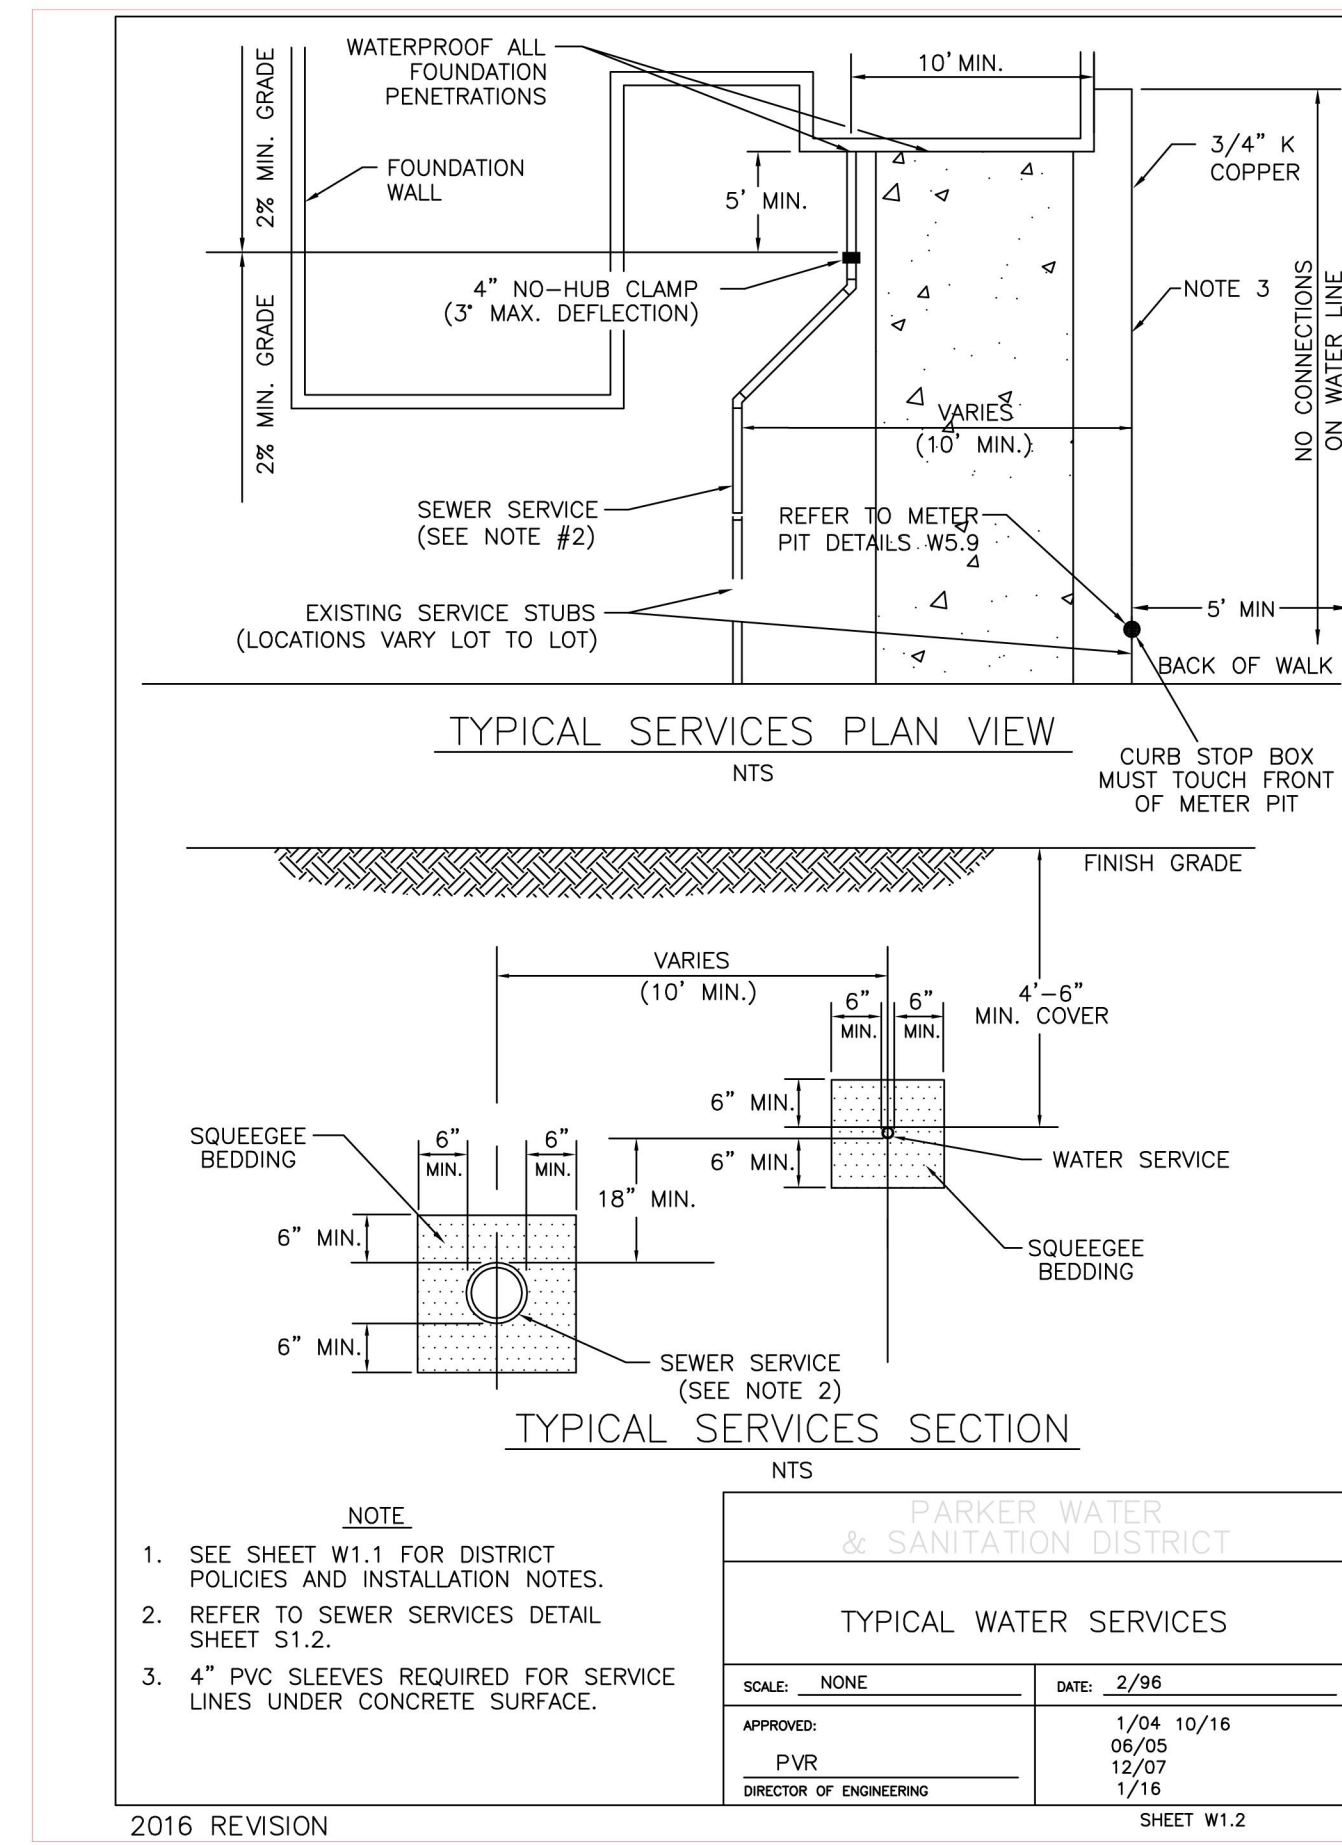 WATERPROOF ALL
FOUNDATION
PENETRATIONS
10' MIN.
2% MIN. GRADE
FOUNDATION
WALL
3/4" K
COPPER
5' MIN.
4" NO-HUB CLAMP
(3° MAX. DEFLECTION)
NOTE 3
NO CONNECTIONS
ON WATER LINE
2% MIN. GRADE
VARIES
(10' MIN.)
SEWER SERVICE
(SEE NOTE #2)
REFER TO METER
PIT DETAILS W5.9
EXISTING SERVICE STUBS
(LOCATIONS VARY LOT TO LOT)
5' MIN
BACK OF WALK
TYPICAL SERVICES PLAN VIEW
NTS
CURB STOP BOX
MUST TOUCH FRONT
OF METER PIT
FINISH GRADE
VARIES
(10' MIN.)
6" MIN.
6" MIN.
4'-6"
MIN. COVER
6" MIN.
6" MIN.
WATER SERVICE
SQUEEGEE
BEDDING
SQUEEGEE
BEDDING
6" MIN.
6" MIN.
18" MIN.
6" MIN.
6" MIN.
SEWER SERVICE
(SEE NOTE 2)
TYPICAL SERVICES SECTION
NTS
NOTE
1. SEE SHEET W1.1 FOR DISTRICT
POLICIES AND INSTALLATION NOTES.
2. REFER TO SEWER SERVICES DETAIL
SHEET S1.2.
3. 4" PVC SLEEVES REQUIRED FOR SERVICE
LINES UNDER CONCRETE SURFACE.
PARKER WATER
& SANITATION DISTRICT
TYPICAL WATER SERVICES
SCALE: NONE
DATE: 2/96
APPROVED:
PVR
DIRECTOR OF ENGINEERING
1/04 10/16
06/05
12/07
1/16
2016 REVISION
SHEET W1.2